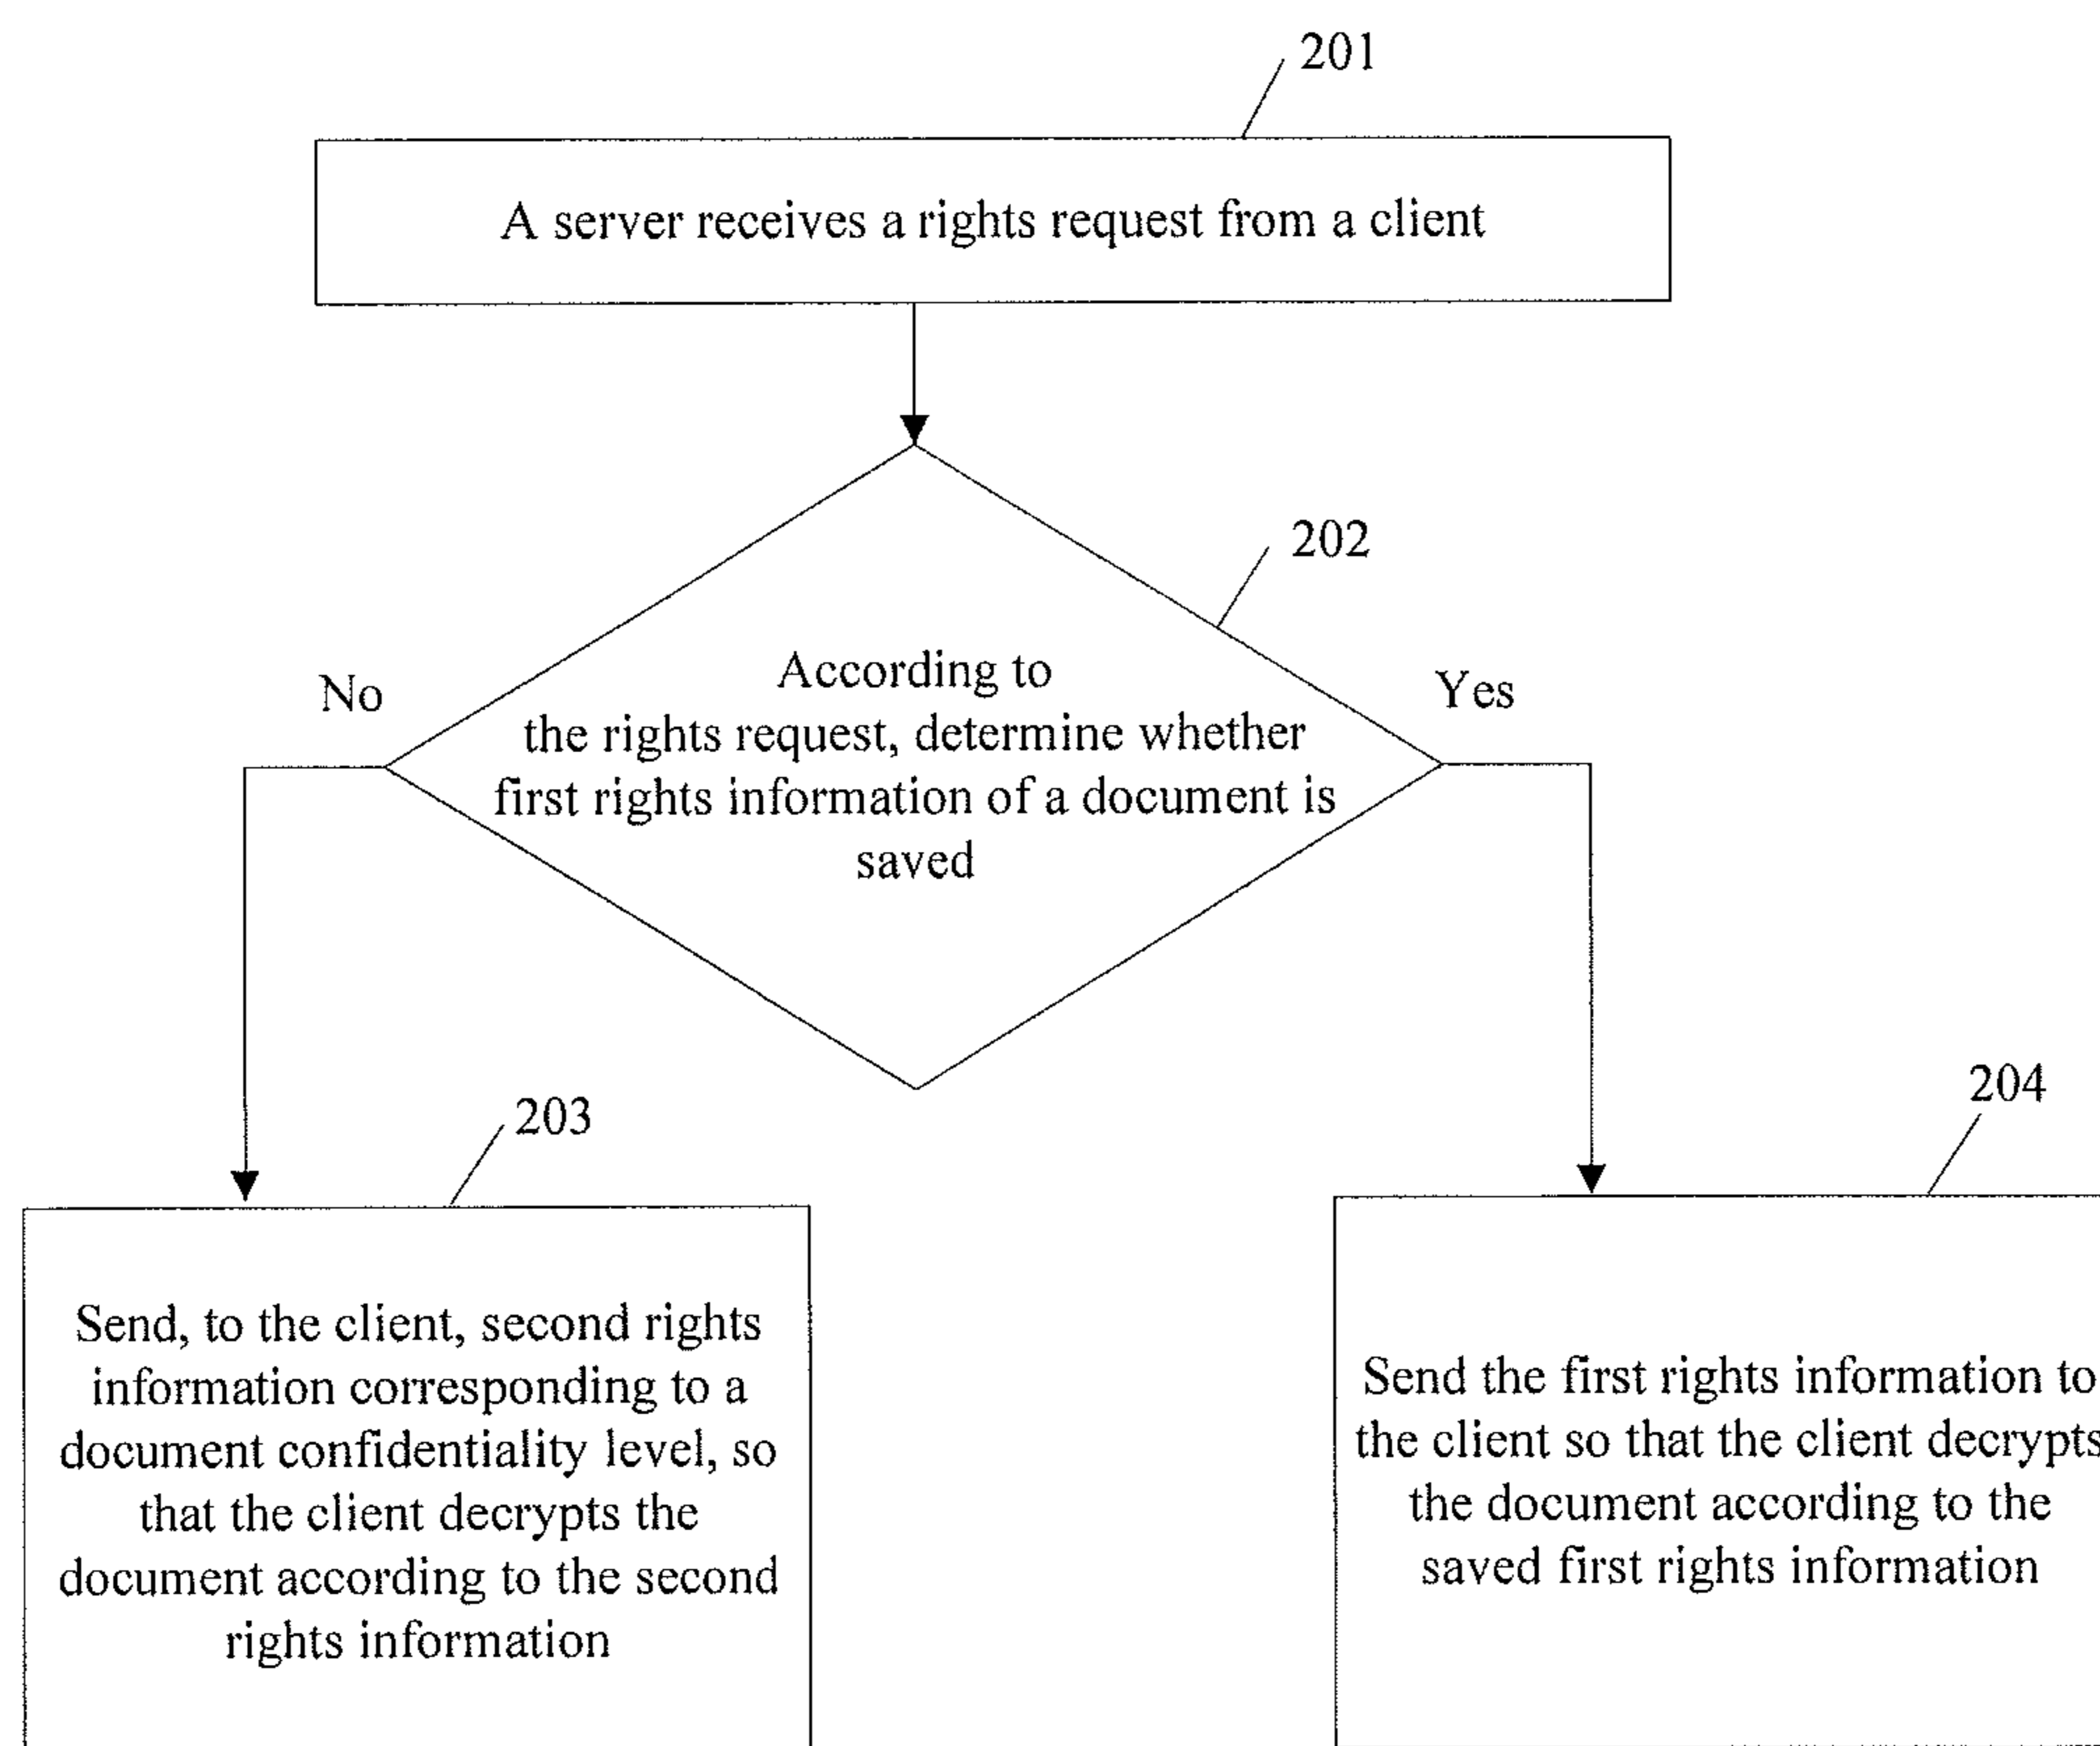 201
A server receives a rights request from a client
202
No
Yes
According to
the rights request, determine whether
first rights information of a document is
saved
203
204
Send, to the client, second rights
information corresponding to a
document confidentiality level, so
that the client decrypts the
document according to the second
rights information
Send the first rights information to
the client so that the client decrypts
the document according to the
saved first rights information